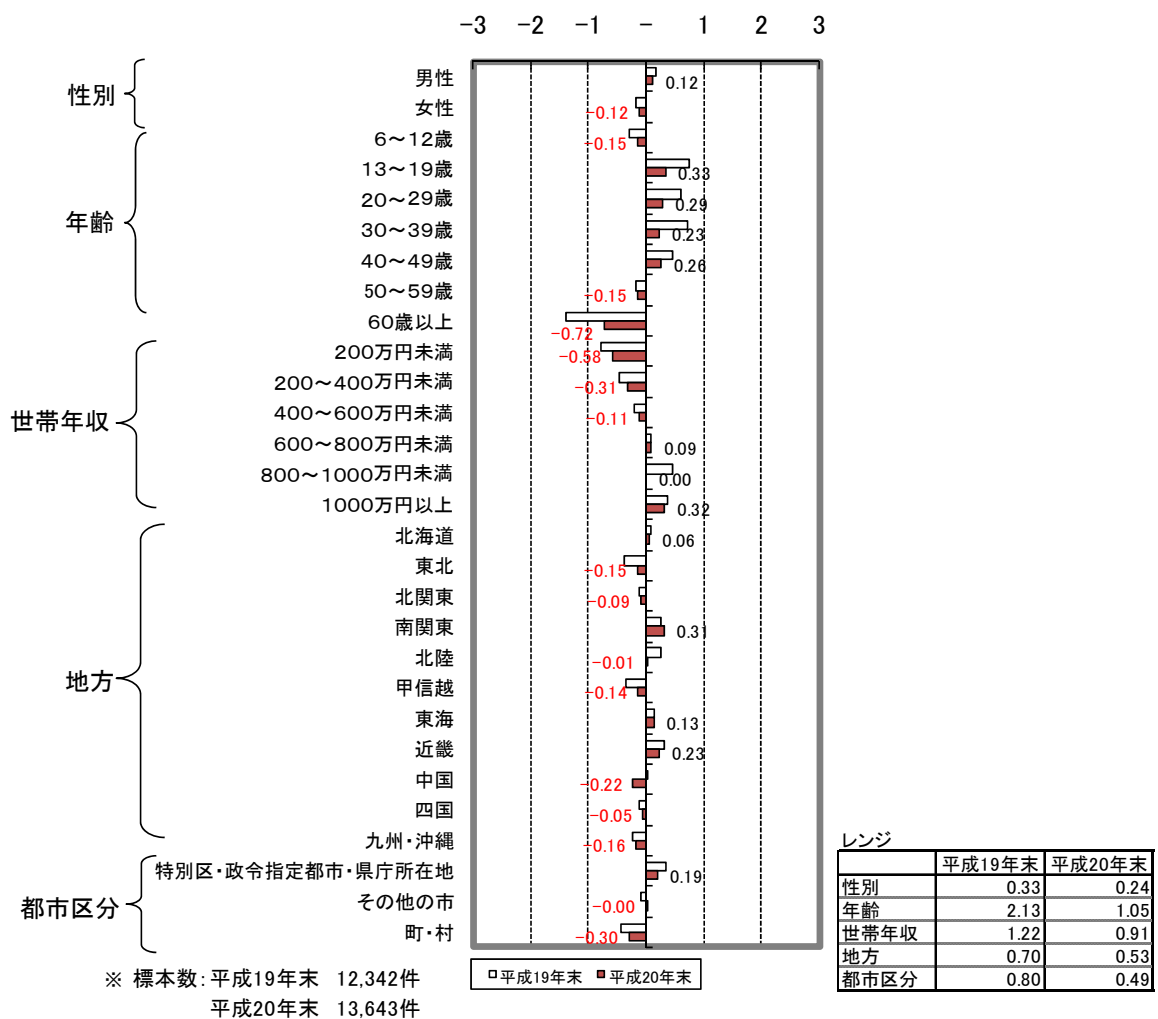 −3 −2 −1 − 1 2 3
性別
男性 0.12
女性 −0.12
年齢
6～12歳 −0.15
13～19歳 0.33
20～29歳 0.29
30～39歳 0.23
40～49歳 0.26
50～59歳 −0.15
60歳以上 −0.72
世帯年収
200万円未満 −0.58
200～400万円未満 −0.31
400～600万円未満 −0.11
600～800万円未満 0.09
800～1000万円未満 0.00
1000万円以上 0.32
地方
北海道 0.06
東北 −0.15
北関東 −0.09
南関東 0.31
北陸 −0.01
甲信越 −0.14
東海 0.13
近畿 0.23
中国 −0.22
四国 −0.05
九州・沖縄 −0.16
都市区分
特別区・政令指定都市・県庁所在地 0.19
その他の市 −0.00
町・村 −0.30
平成19年末 平成20年末
※ 標本数：平成19年末 12,342件
平成20年末 13,643件
レンジ
平成19年末 平成20年末
性別 0.33 0.24
年齢 2.13 1.05
世帯年収 1.22 0.91
地方 0.70 0.53
都市区分 0.80 0.49